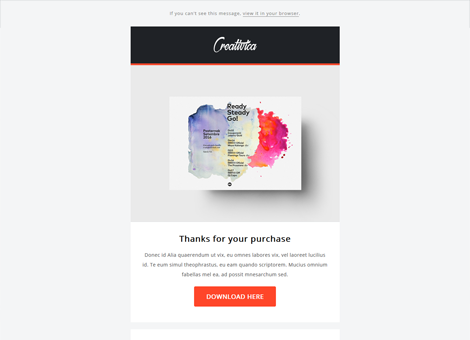 If you can't see this message, view it in your browser.
Creativica
Ready
Steady
Go!
Thanks for your purchase
Donec id Alia quaerendum ut vix, eu omnes labores vix, vel laoreet lucilius
id. Te eum simul theophrastus, eu eam quando scriptorem. Mucius omnium
fabellas mel ea, ad possit mnesarchum sed.
DOWNLOAD HERE